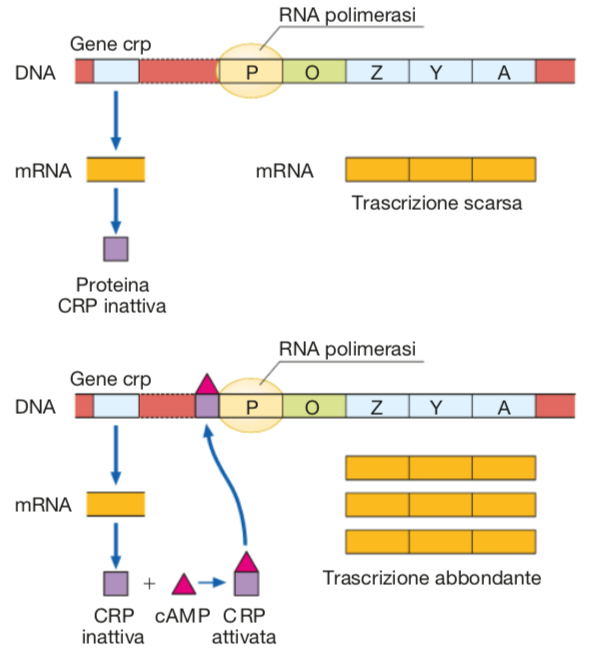 RNA polimerasi
Gene crp
DNA P O Z Y A
mRNA mRNA
Trascrizione scarsa
Proteina
CRP inattiva
RNA polimerasi
Gene crp
DNA P O Z Y A
mRNA
+
Trascrizione abbondante
CRP
inattiva
cAMP
CRP
attivata